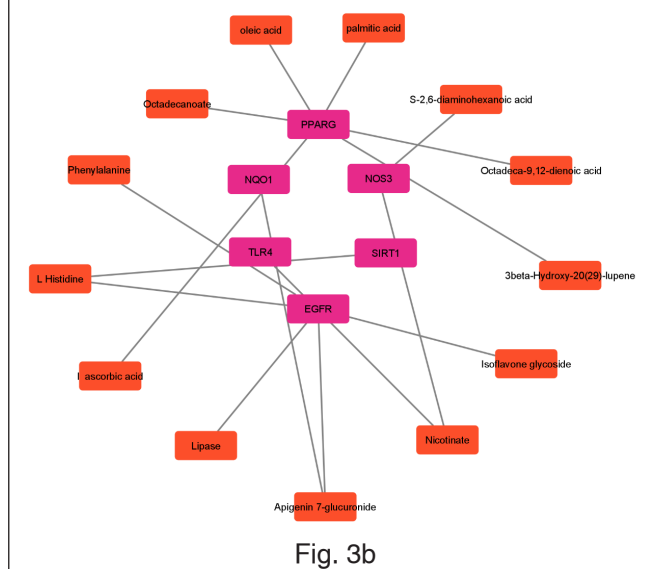 oleic acid
palmitic acid
Octadecanoate
S-2,6-diaminohexanoic acid
PPARG
Phenylalanine
NQO1
NOS3
Octadeca-9,12-dienoic acid
TLR4
SIRT1
L Histidine
3beta-Hydroxy-20(29)-lupene
EGFR
l ascorbic acid
Isoflavone glycoside
Lipase
Nicotinate
Apigenin 7-glucuronide
Fig. 3b